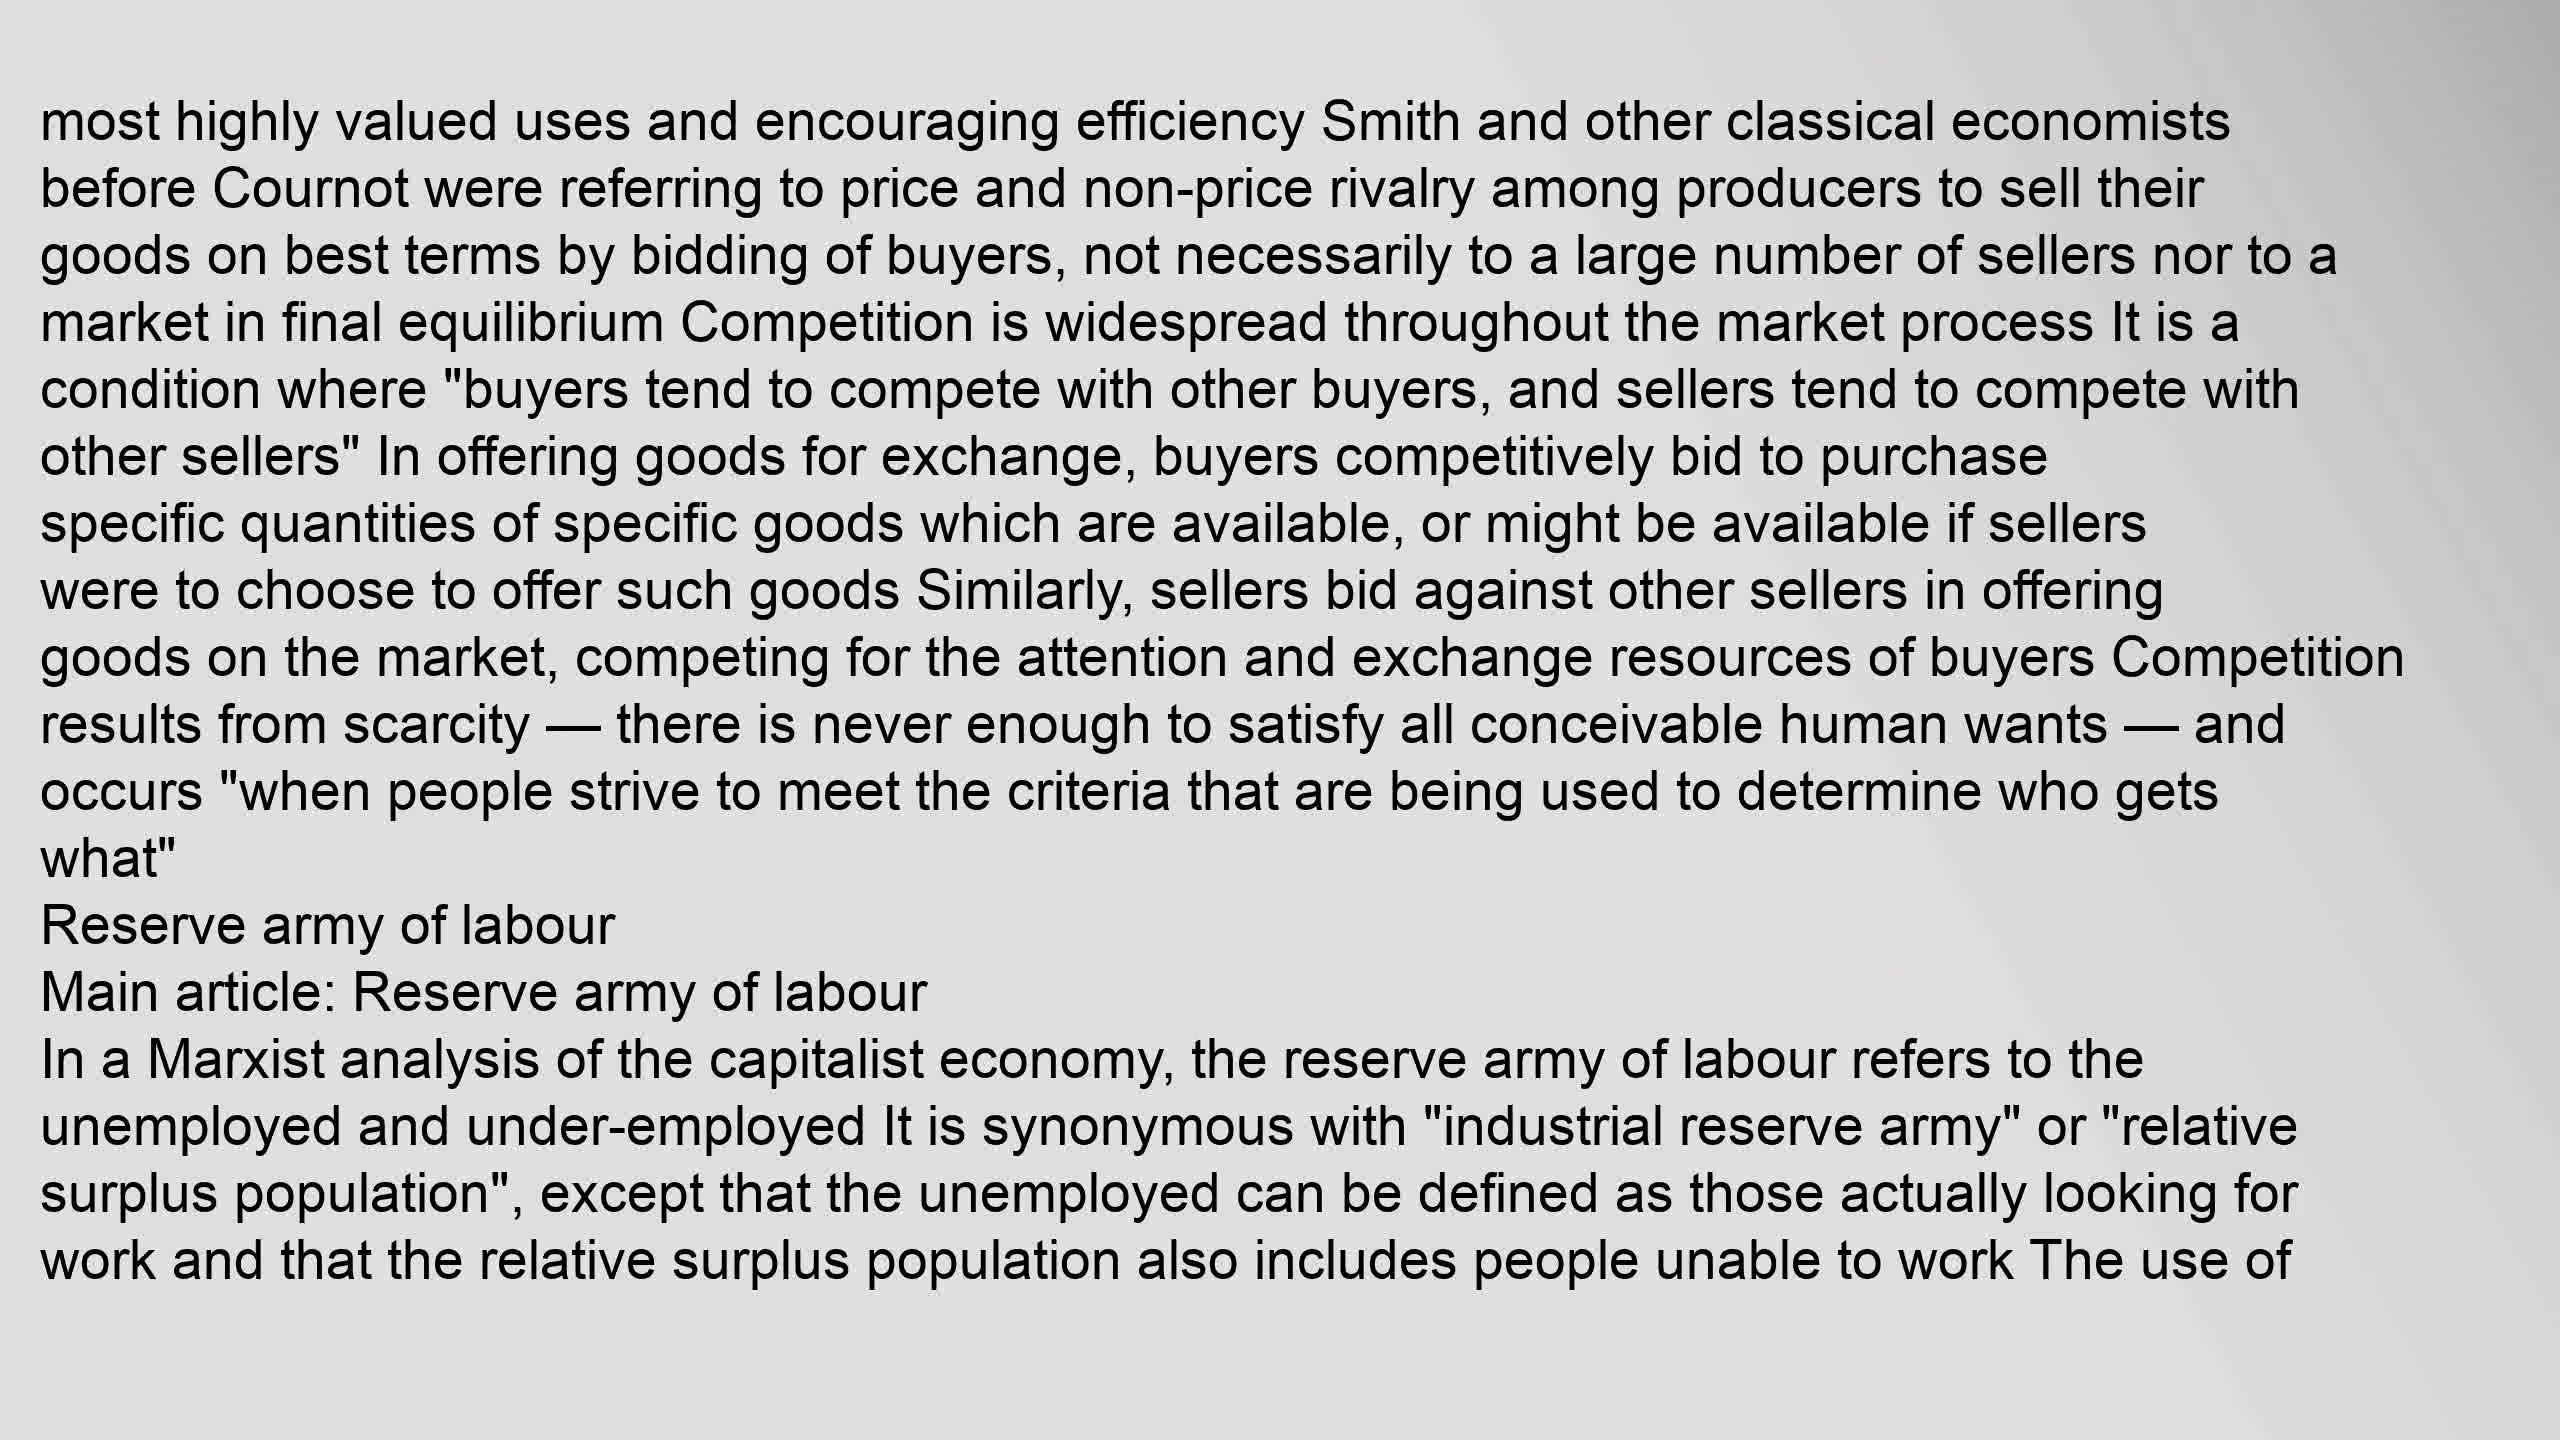 most highly valued uses and encouraging efficiency Smith and other classical economists
before Cournot were referring to price and non-price rivalry among producers to sell their
goods on best terms by bidding of buyers, not necessarily to a large number of sellers nor to a
market in final equilibrium Competition is widespread throughout the market process It is a
condition where "buyers tend to compete with other buyers, and sellers tend to compete with
other sellers" In offering goods for exchange, buyers competitively bid to purchase
specific quantities of specific goods which are available, or might be available if sellers
were to choose to offer such goods Similarly, sellers bid against other sellers in offering
goods on the market, competing for the attention and exchange resources of buyers Competition
results from scarcity — there is never enough to satisfy all conceivable human wants — and
occurs "when people strive to meet the criteria that are being used to determine who gets
what"
Reserve army of labour
Main article: Reserve army of labour
In a Marxist analysis of the capitalist economy, the reserve army of labour refers to the
unemployed and under-employed It is synonymous with "industrial reserve army" or "relative
surplus population", except that the unemployed can be defined as those actually looking for
work and that the relative surplus population also includes people unable to work The use of